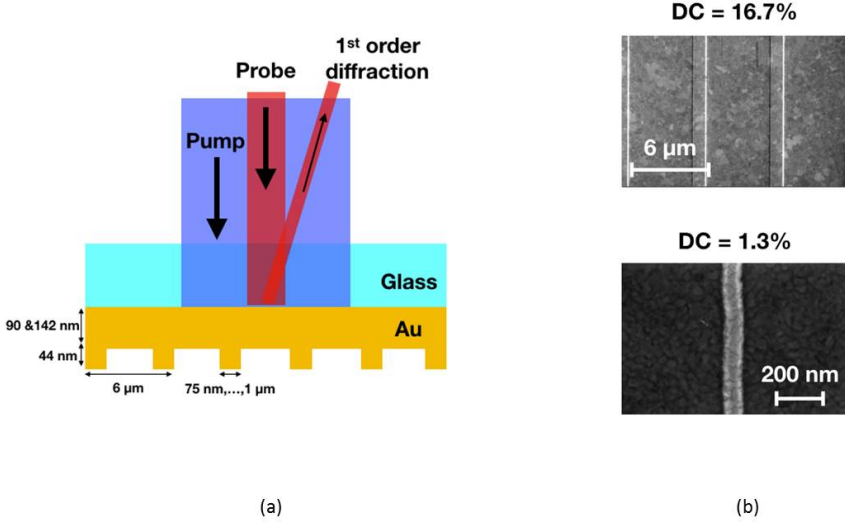 1st order
diffraction
Probe
Pump
Glass
Au
90 &142 nm
44 nm
6 µm
75 nm,...,1 µm
(a)
DC = 16.7%
6 µm
DC = 1.3%
200 nm
(b)